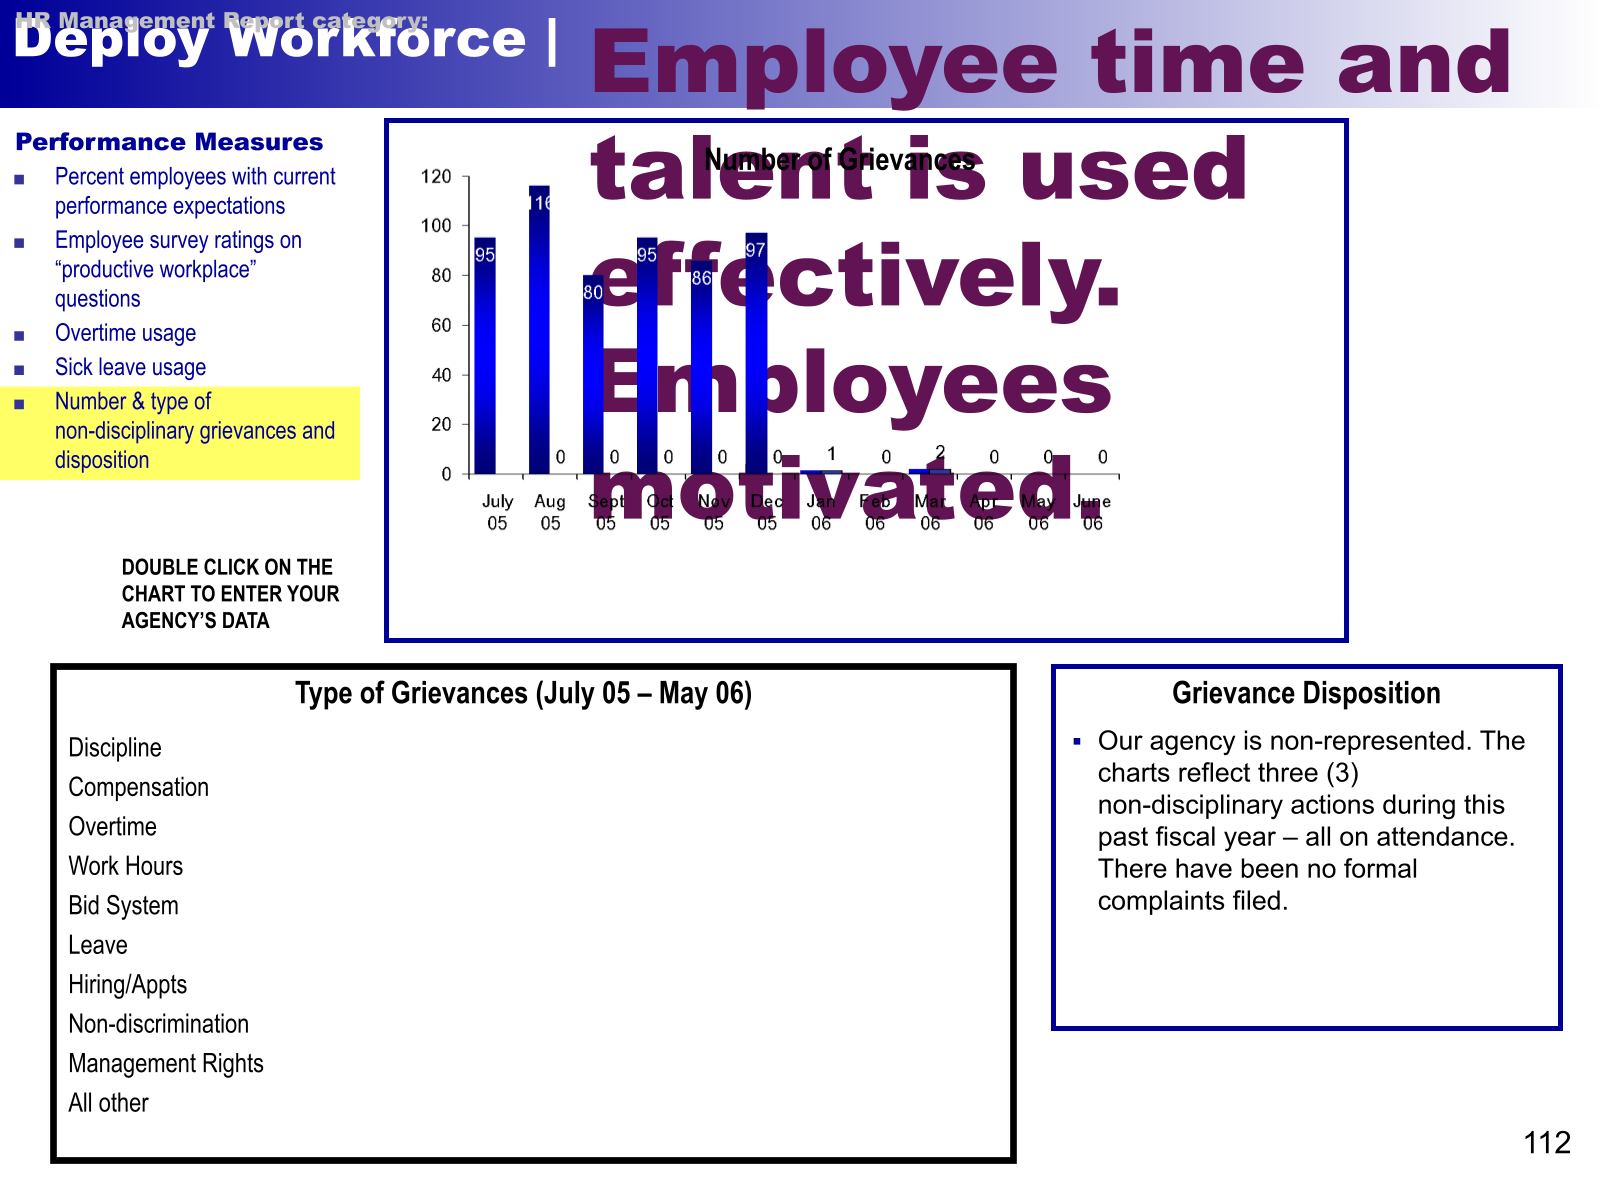 HR Management Report category:
Deploy Workforce |
Employee time and
talent is used
effectively.
Employees
motivated.
Performance Measures
■ Percent employees with current
performance expectations
■ Employee survey ratings on
“productive workplace”
questions
■ Overtime usage
■ Sick leave usage
■ Number & type of
non-disciplinary grievances and
disposition
DOUBLE CLICK ON THE
CHART TO ENTER YOUR
AGENCY’S DATA
Number of Grievances
120
100
80
60
40
20
0
95 116 80 95 86 97
0 0 0 0 0 1 0 2 0 0 0
July Aug Sept Oct Nov Dec Jan Feb Mar Apr May June
05 05 05 05 05 05 06 06 06 06 06 06
Type of Grievances (July 05 – May 06)
Discipline
Compensation
Overtime
Work Hours
Bid System
Leave
Hiring/Appts
Non-discrimination
Management Rights
All other
Grievance Disposition
▪ Our agency is non-represented. The
charts reflect three (3)
non-disciplinary actions during this
past fiscal year – all on attendance.
There have been no formal
complaints filed.
112